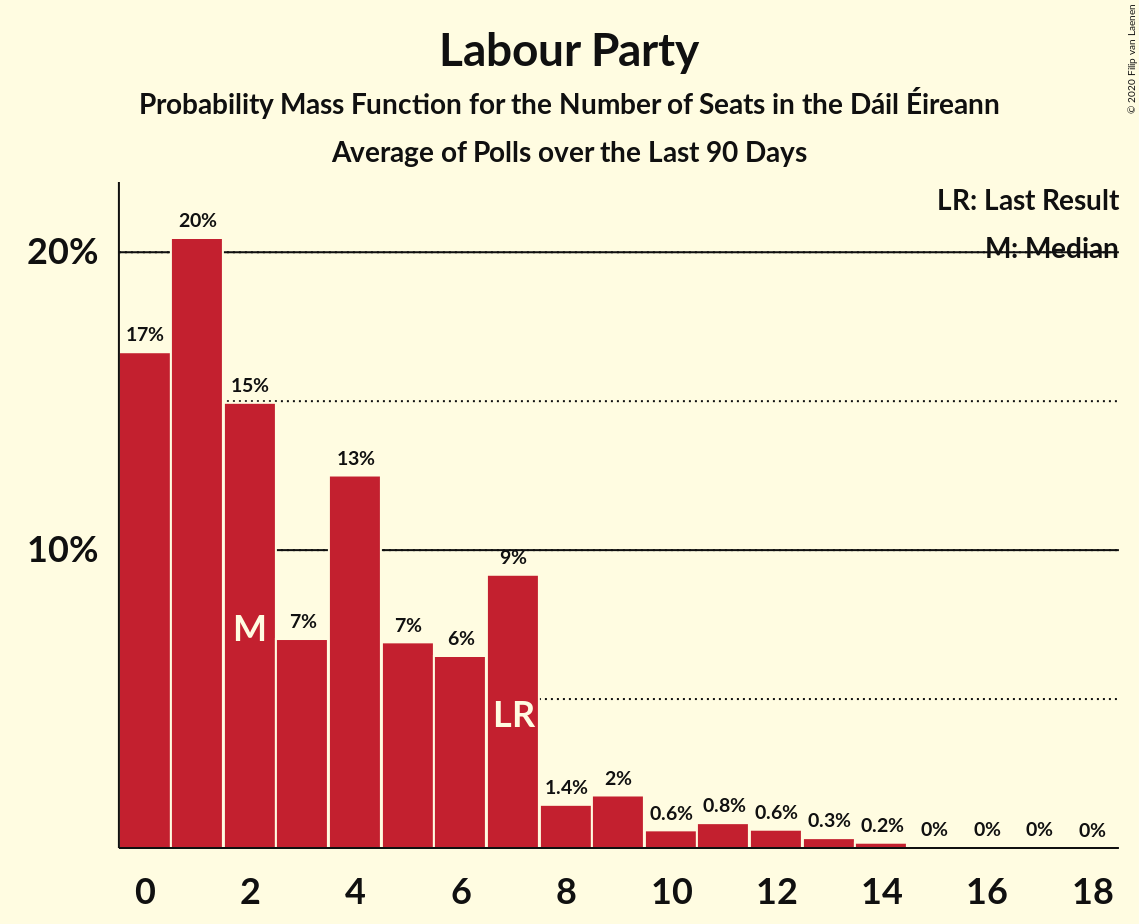 Labour Party
Probability Mass Function for the Number of Seats in the Dáil Éireann
Average of Polls over the Last 90 Days
© 2020 Filip van Laenen
LR: Last Result
M: Median
20%
10%
17%
20%
15%
7%
13%
7%
6%
9%
1.4%
2%
0.6%
0.8%
0.6%
0.3%
0.2%
0%
0%
0%
0%
M
LR
0 2 4 6 8 10 12 14 16 18